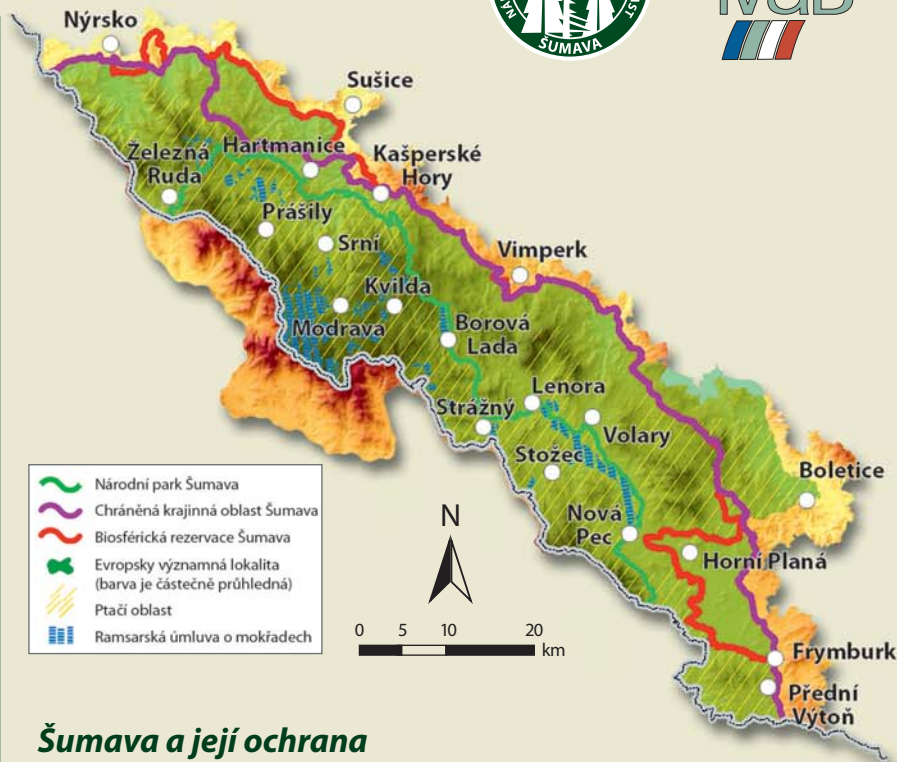 NÁ
AST
ŠUMAVA
Nýrsko
Sušice
Hartmanice
Železná
Ruda
Kašperské
Hory
Prášily
Srní
Vimperk
Kvilda
Modrava
Borová
Lada
Lenora
Strážný
Volary
Stožec
Boletice
Nová
Pec
Horní Planá
Frymburk
Přední
Výtoň
Národní park Šumava
Chráněná krajinná oblast Šumava
Biosférická rezervace Šumava
Evropsky významná lokalita
(barva je částečně průhledná)
Ptačí oblast
Ramsarská úmluva o mokřadech
N
0 5 10 20
km
Šumava a její ochrana